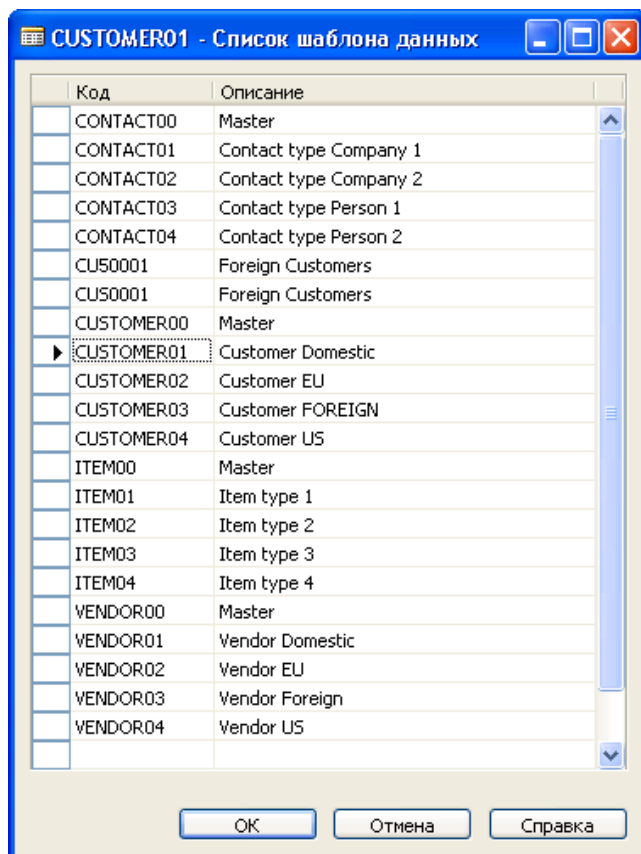 CUSTOMER01 - Список шаблона данных
Код Описание
CONTACT00 Master
CONTACT01 Contact type Company 1
CONTACT02 Contact type Company 2
CONTACT03 Contact type Person 1
CONTACT04 Contact type Person 2
CU50001 Foreign Customers
CUS0001 Foreign Customers
CUSTOMER00 Master
CUSTOMER01 Customer Domestic
CUSTOMER02 Customer EU
CUSTOMER03 Customer FOREIGN
CUSTOMER04 Customer US
ITEM00 Master
ITEM01 Item type 1
ITEM02 Item type 2
ITEM03 Item type 3
ITEM04 Item type 4
VENDOR00 Master
VENDOR01 Vendor Domestic
VENDOR02 Vendor EU
VENDOR03 Vendor Foreign
VENDOR04 Vendor US
ОК Отмена Справка